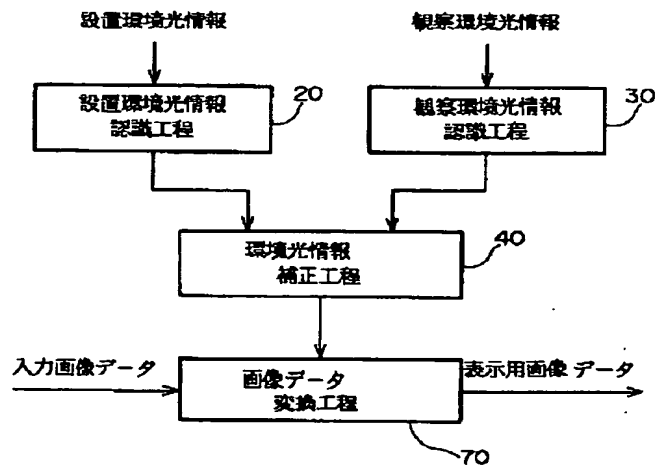 設置環境光情報
観察環境光情報
設置環境光情報
認識工程
20
観察環境光情報
認識工程
30
環境光情報
補正工程
40
入力画像データ
画像データ
変換工程
表示用画像データ
70